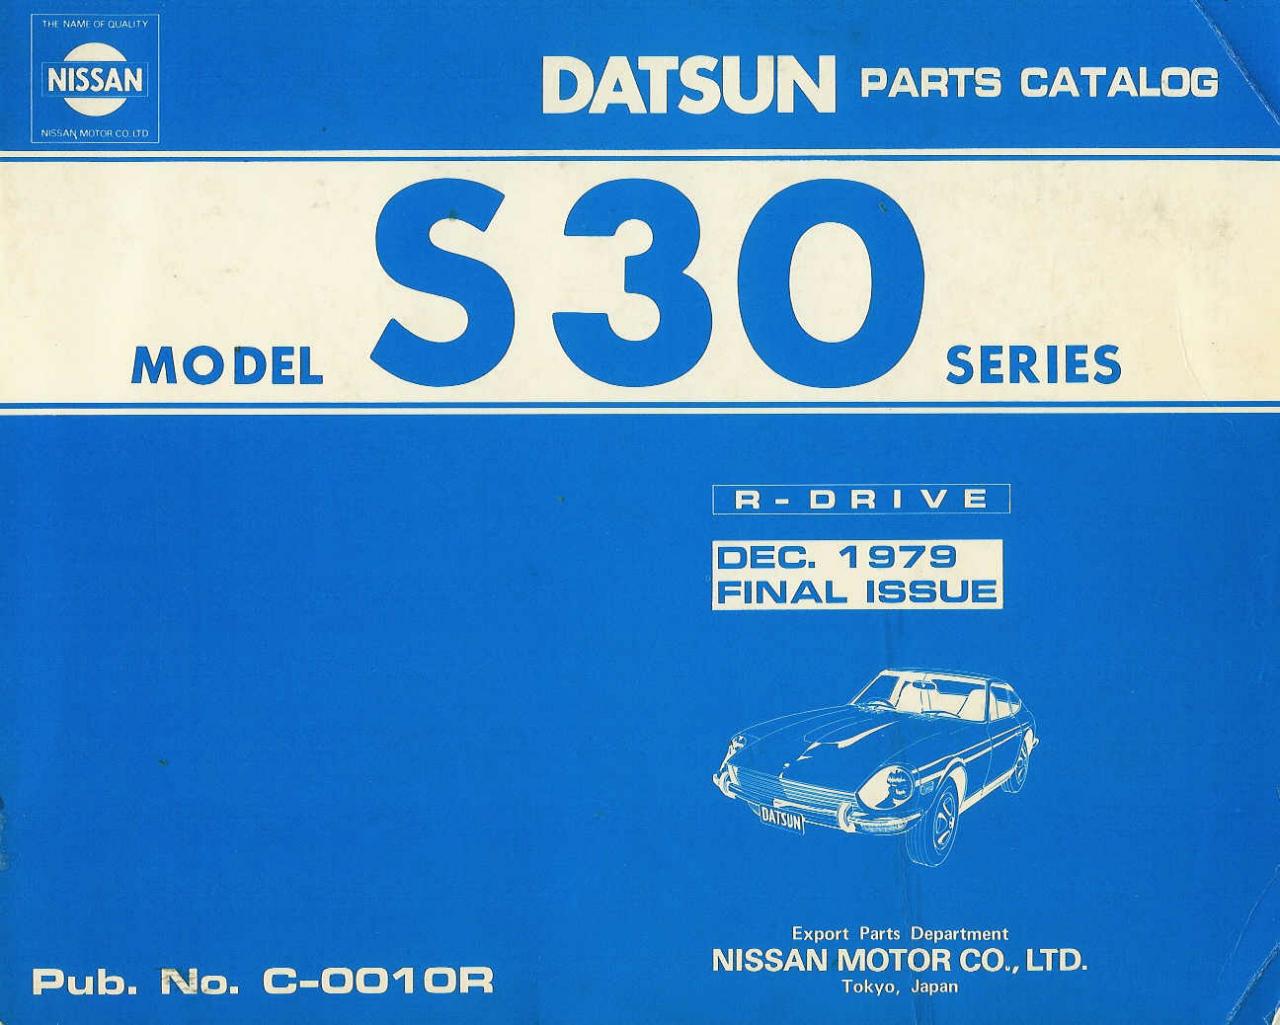 THE NAME OF QUALITY
NISSAN
NISSAN MOTOR CO. LTD
DATSUN PARTS CATALOG
MODEL S30 SERIES
R-DRIVE
DEC. 1979
FINAL ISSUE
DATSUN
Export Parts Department
NISSAN MOTOR CO., LTD.
Tokyo, Japan
Pub. No. C-0010R